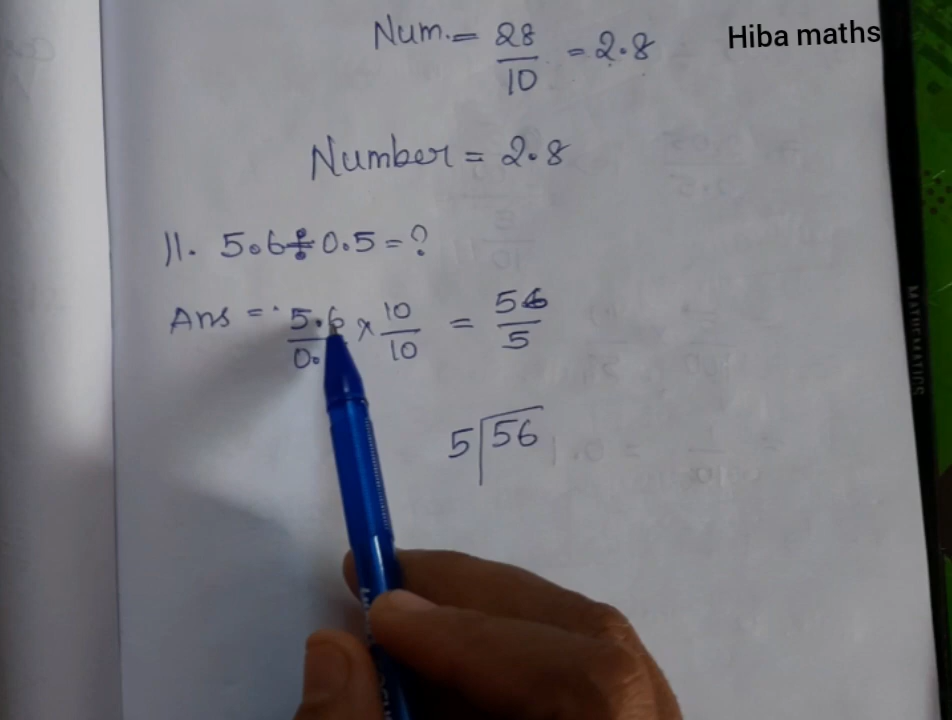 Num. = 28/10 = 2.8
Hiba maths
Number = 2.8
11. 5.6 ÷ 0.5 = ?
Ans = 5.6/0. × 10/10 = 56/5
5⟌56
MATHEMATICS